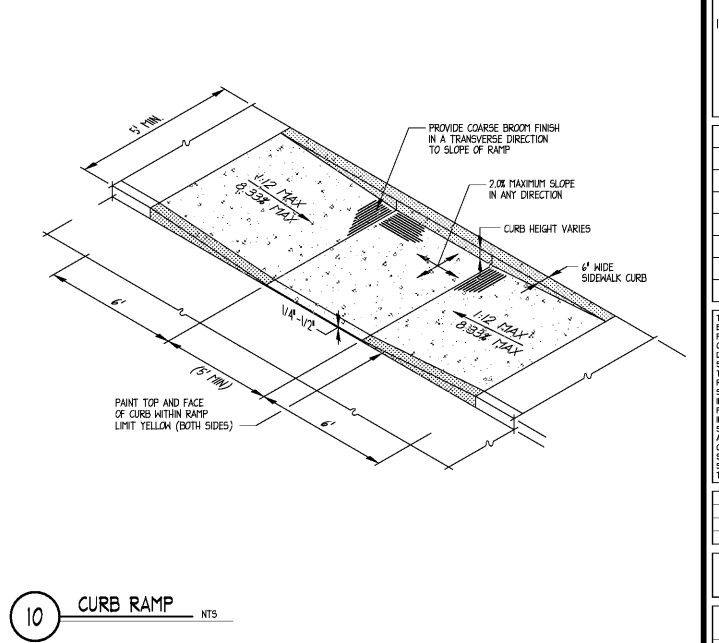 5' MIN.
PROVIDE COARSE BROOM FINISH
IN A TRANSVERSE DIRECTION
TO SLOPE OF RAMP
2.0% MAXIMUM SLOPE
IN ANY DIRECTION
CURB HEIGHT VARIES
6" WIDE
SIDEWALK CURB
1:12 MAX
8.33% MAX
1:12 MAX
8.33% MAX
1/4"-1/2"
6'
(5' MIN)
6'
PAINT TOP AND FACE
OF CURB WITHIN RAMP
LIMIT YELLOW (BOTH SIDES)
10
CURB RAMP
NTS